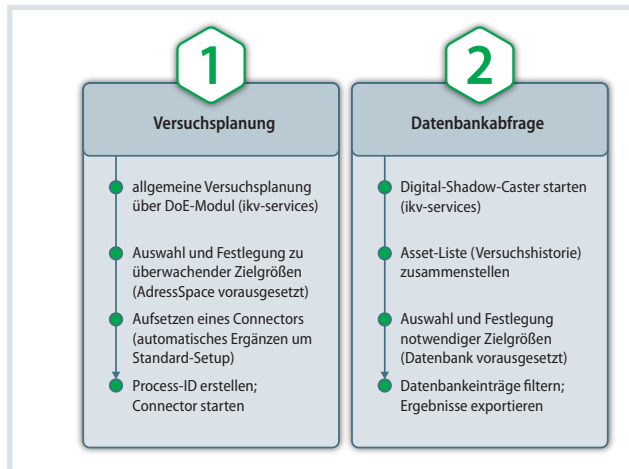 1
Versuchsplanung
allgemeine Versuchsplanung
über DoE-Modul (ikv-services)
Auswahl und Festlegung zu
überwachender Zielgrößen
(AdressSpace vorausgesetzt)
Aufsetzen eines Connectors
(automatisches Ergänzen um
Standard-Setup)
Process-ID erstellen;
Connector starten
2
Datenbankabfrage
Digital-Shadow-Caster starten
(ikv-services)
Asset-Liste (Versuchshistorie)
zusammenstellen
Auswahl und Festlegung
notwendiger Zielgrößen
(Datenbank vorausgesetzt)
Datenbankeinträge filtern;
Ergebnisse exportieren